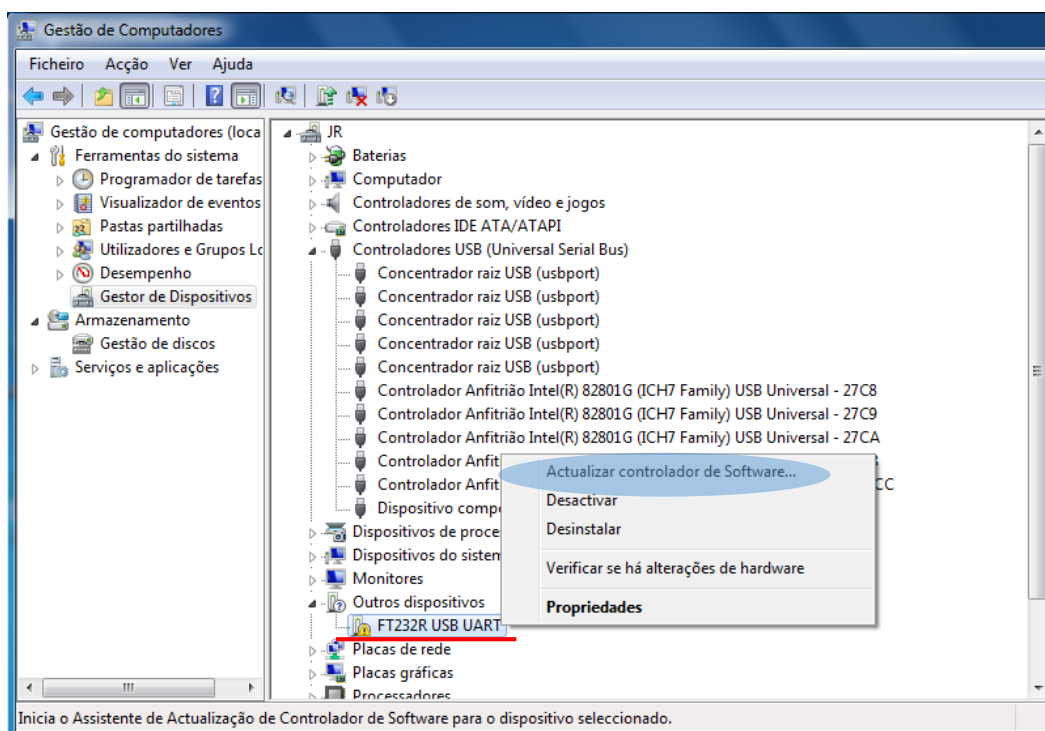 Gestão de Computadores
Ficheiro Acção Ver Ajuda
Gestão de computadores (loca
Ferramentas do sistema
Programador de tarefas
Visualizador de eventos
Pastas partilhadas
Utilizadores e Grupos Lo
Desempenho
Gestor de Dispositivos
Armazenamento
Gestão de discos
Serviços e aplicações
JR
Baterias
Computador
Controladores de som, vídeo e jogos
Controladores IDE ATA/ATAPI
Controladores USB (Universal Serial Bus)
Concentrador raiz USB (usbport)
Concentrador raiz USB (usbport)
Concentrador raiz USB (usbport)
Concentrador raiz USB (usbport)
Concentrador raiz USB (usbport)
Controlador Anfitrião Intel(R) 82801G (ICH7 Family) USB Universal - 27C8
Controlador Anfitrião Intel(R) 82801G (ICH7 Family) USB Universal - 27C9
Controlador Anfitrião Intel(R) 82801G (ICH7 Family) USB Universal - 27CA
Controlador Anfit
Controlador Anfit CC
Dispositivo compo
Dispositivos de proce
Dispositivos do sistem
Monitores
Outros dispositivos
FT232R USB UART
Placas de rede
Placas gráficas
Processadores
Actualizar controlador de Software...
Desactivar
Desinstalar
Verificar se há alterações de hardware
Propriedades
Inicia o Assistente de Actualização de Controlador de Software para o dispositivo seleccionado.